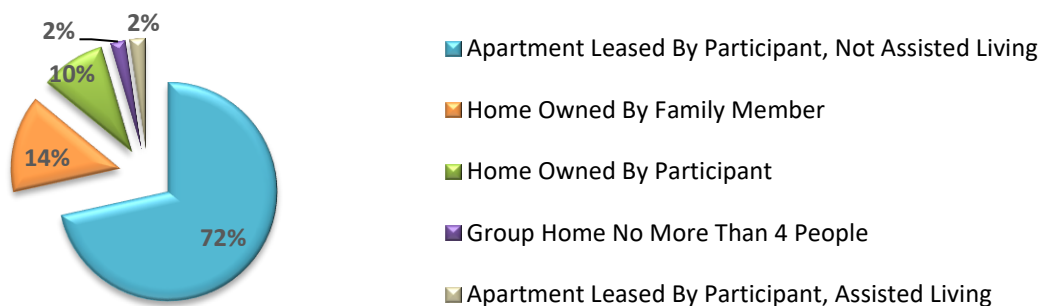 2% 2%
Apartment Leased By Participant, Not Assisted Living
10%
Home Owned By Family Member
14%
Home Owned By Participant
72%
Group Home No More Than 4 People
Apartment Leased By Participant, Assisted Living